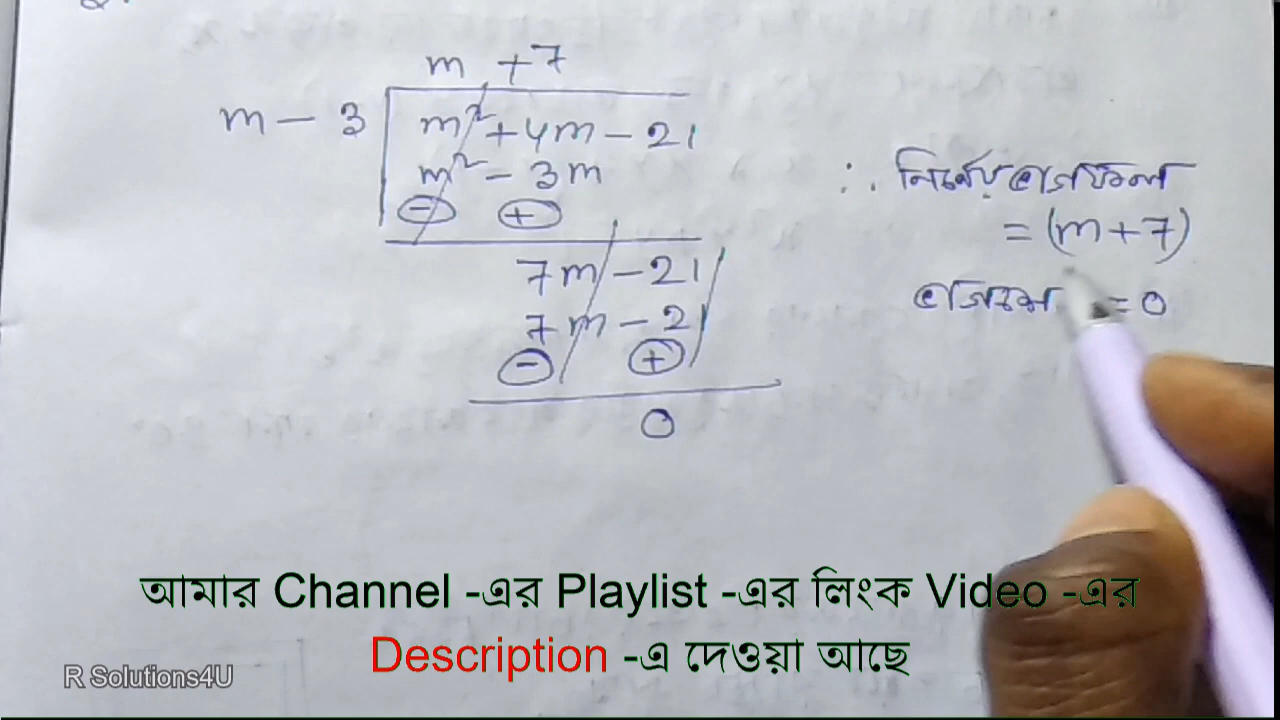 m + 7
m - 3 m² + 4m - 21
m² - 3m
- +
7m - 21
7m - 21
- +
0
∴ নির্ণেয় ভাগফল
= (m + 7)
= 0
আমার Channel -এর Playlist -এর লিংক Video -এর
Description -এ দেওয়া আছে
R Solutions4U